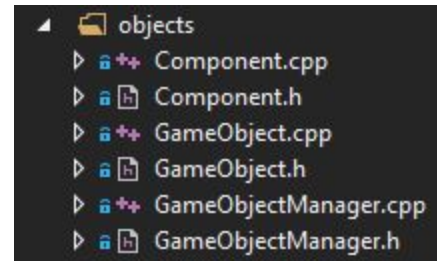 objects
Component.cpp
Component.h
GameObject.cpp
GameObject.h
GameObjectManager.cpp
GameObjectManager.h